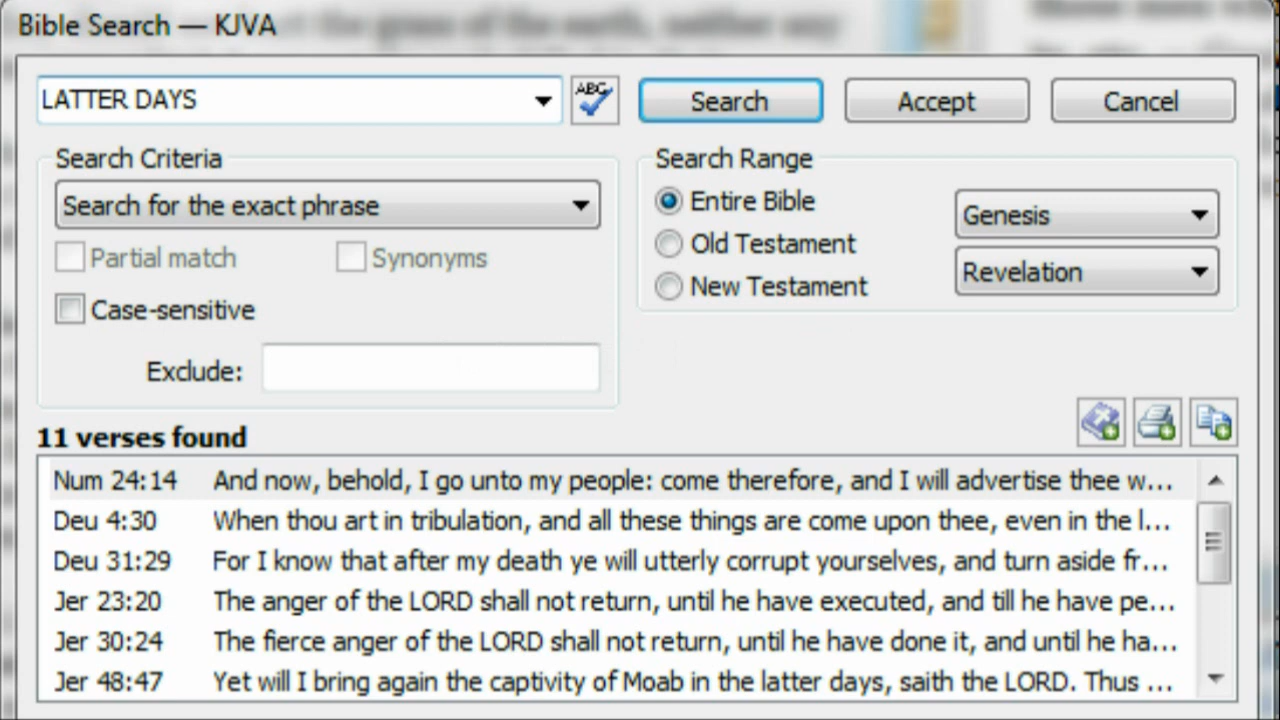 Bible Search — KJVA
LATTER DAYS
ABC
Search
Accept
Cancel
Search Criteria
Search for the exact phrase
Partial match
Synonyms
Case-sensitive
Exclude:
Search Range
Entire Bible
Old Testament
New Testament
Genesis
Revelation
11 verses found
Num 24:14 And now, behold, I go unto my people: come therefore, and I will advertise thee w...
Deu 4:30 When thou art in tribulation, and all these things are come upon thee, even in the l...
Deu 31:29 For I know that after my death ye will utterly corrupt yourselves, and turn aside fr...
Jer 23:20 The anger of the LORD shall not return, until he have executed, and till he have pe...
Jer 30:24 The fierce anger of the LORD shall not return, until he have done it, and until he ha...
Jer 48:47 Yet will I bring again the captivity of Moab in the latter days, saith the LORD. Thus ...